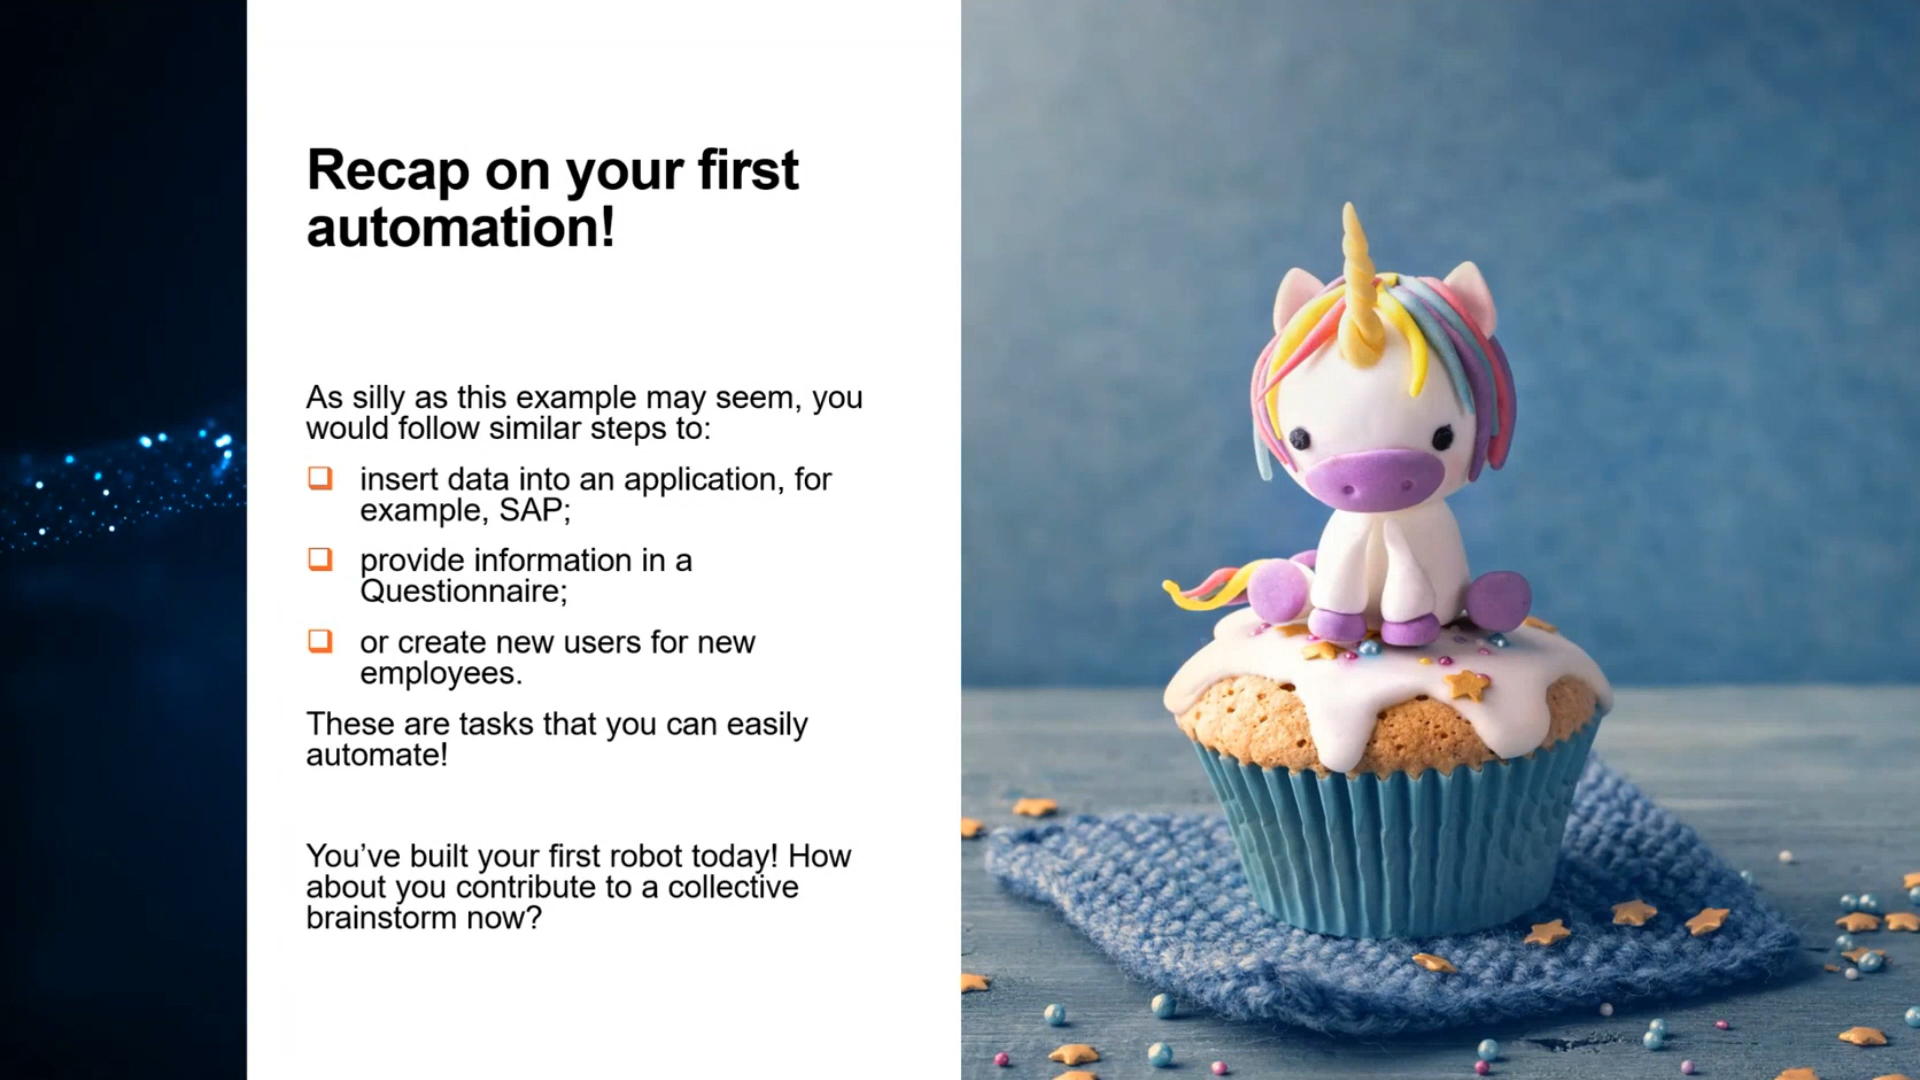 Recap on your first
automation!
As silly as this example may seem, you
would follow similar steps to:
insert data into an application, for
example, SAP;
provide information in a
Questionnaire;
or create new users for new
employees.
These are tasks that you can easily
automate!
You’ve built your first robot today! How
about you contribute to a collective
brainstorm now?